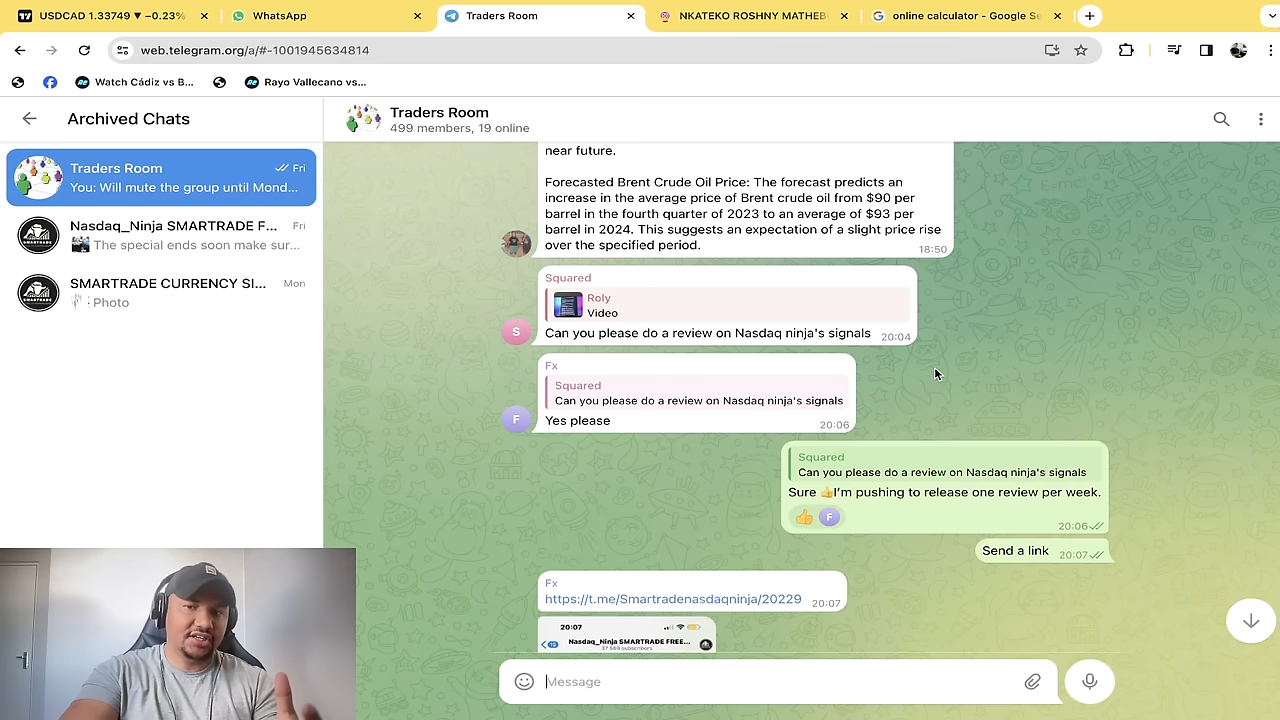 USDCAD 1.33749 ▼ −0.23%
WhatsApp
Traders Room
NKATEKO ROSHNY MATHEB
online calculator - Google Se
web.telegram.org/a/#-1001945634814
Watch Cádiz vs B...
Rayo Vallecano vs...
Archived Chats
Traders Room
Fri
You: Will mute the group until Mond...
Nasdaq_Ninja SMARTRADE F...
Fri
The special ends soon make sur...
SMARTRADE CURRENCY SI...
Mon
: Photo
Traders Room
499 members, 19 online
near future.
Forecasted Brent Crude Oil Price: The forecast predicts an
increase in the average price of Brent crude oil from $90 per
barrel in the fourth quarter of 2023 to an average of $93 per
barrel in 2024. This suggests an expectation of a slight price rise
over the specified period.
18:50
Squared
Roly
Video
Can you please do a review on Nasdaq ninja's signals
20:04
S
Fx
Squared
Can you please do a review on Nasdaq ninja's signals
Yes please
20:06
F
Squared
Can you please do a review on Nasdaq ninja's signals
Sure 👍I'm pushing to release one review per week.
👍 F
20:06
Send a link
20:07
Fx
https://t.me/Smartradenasdaqninja/20229
20:07
20:07
Nasdaq_Ninja SMARTRADE FREE...
Message